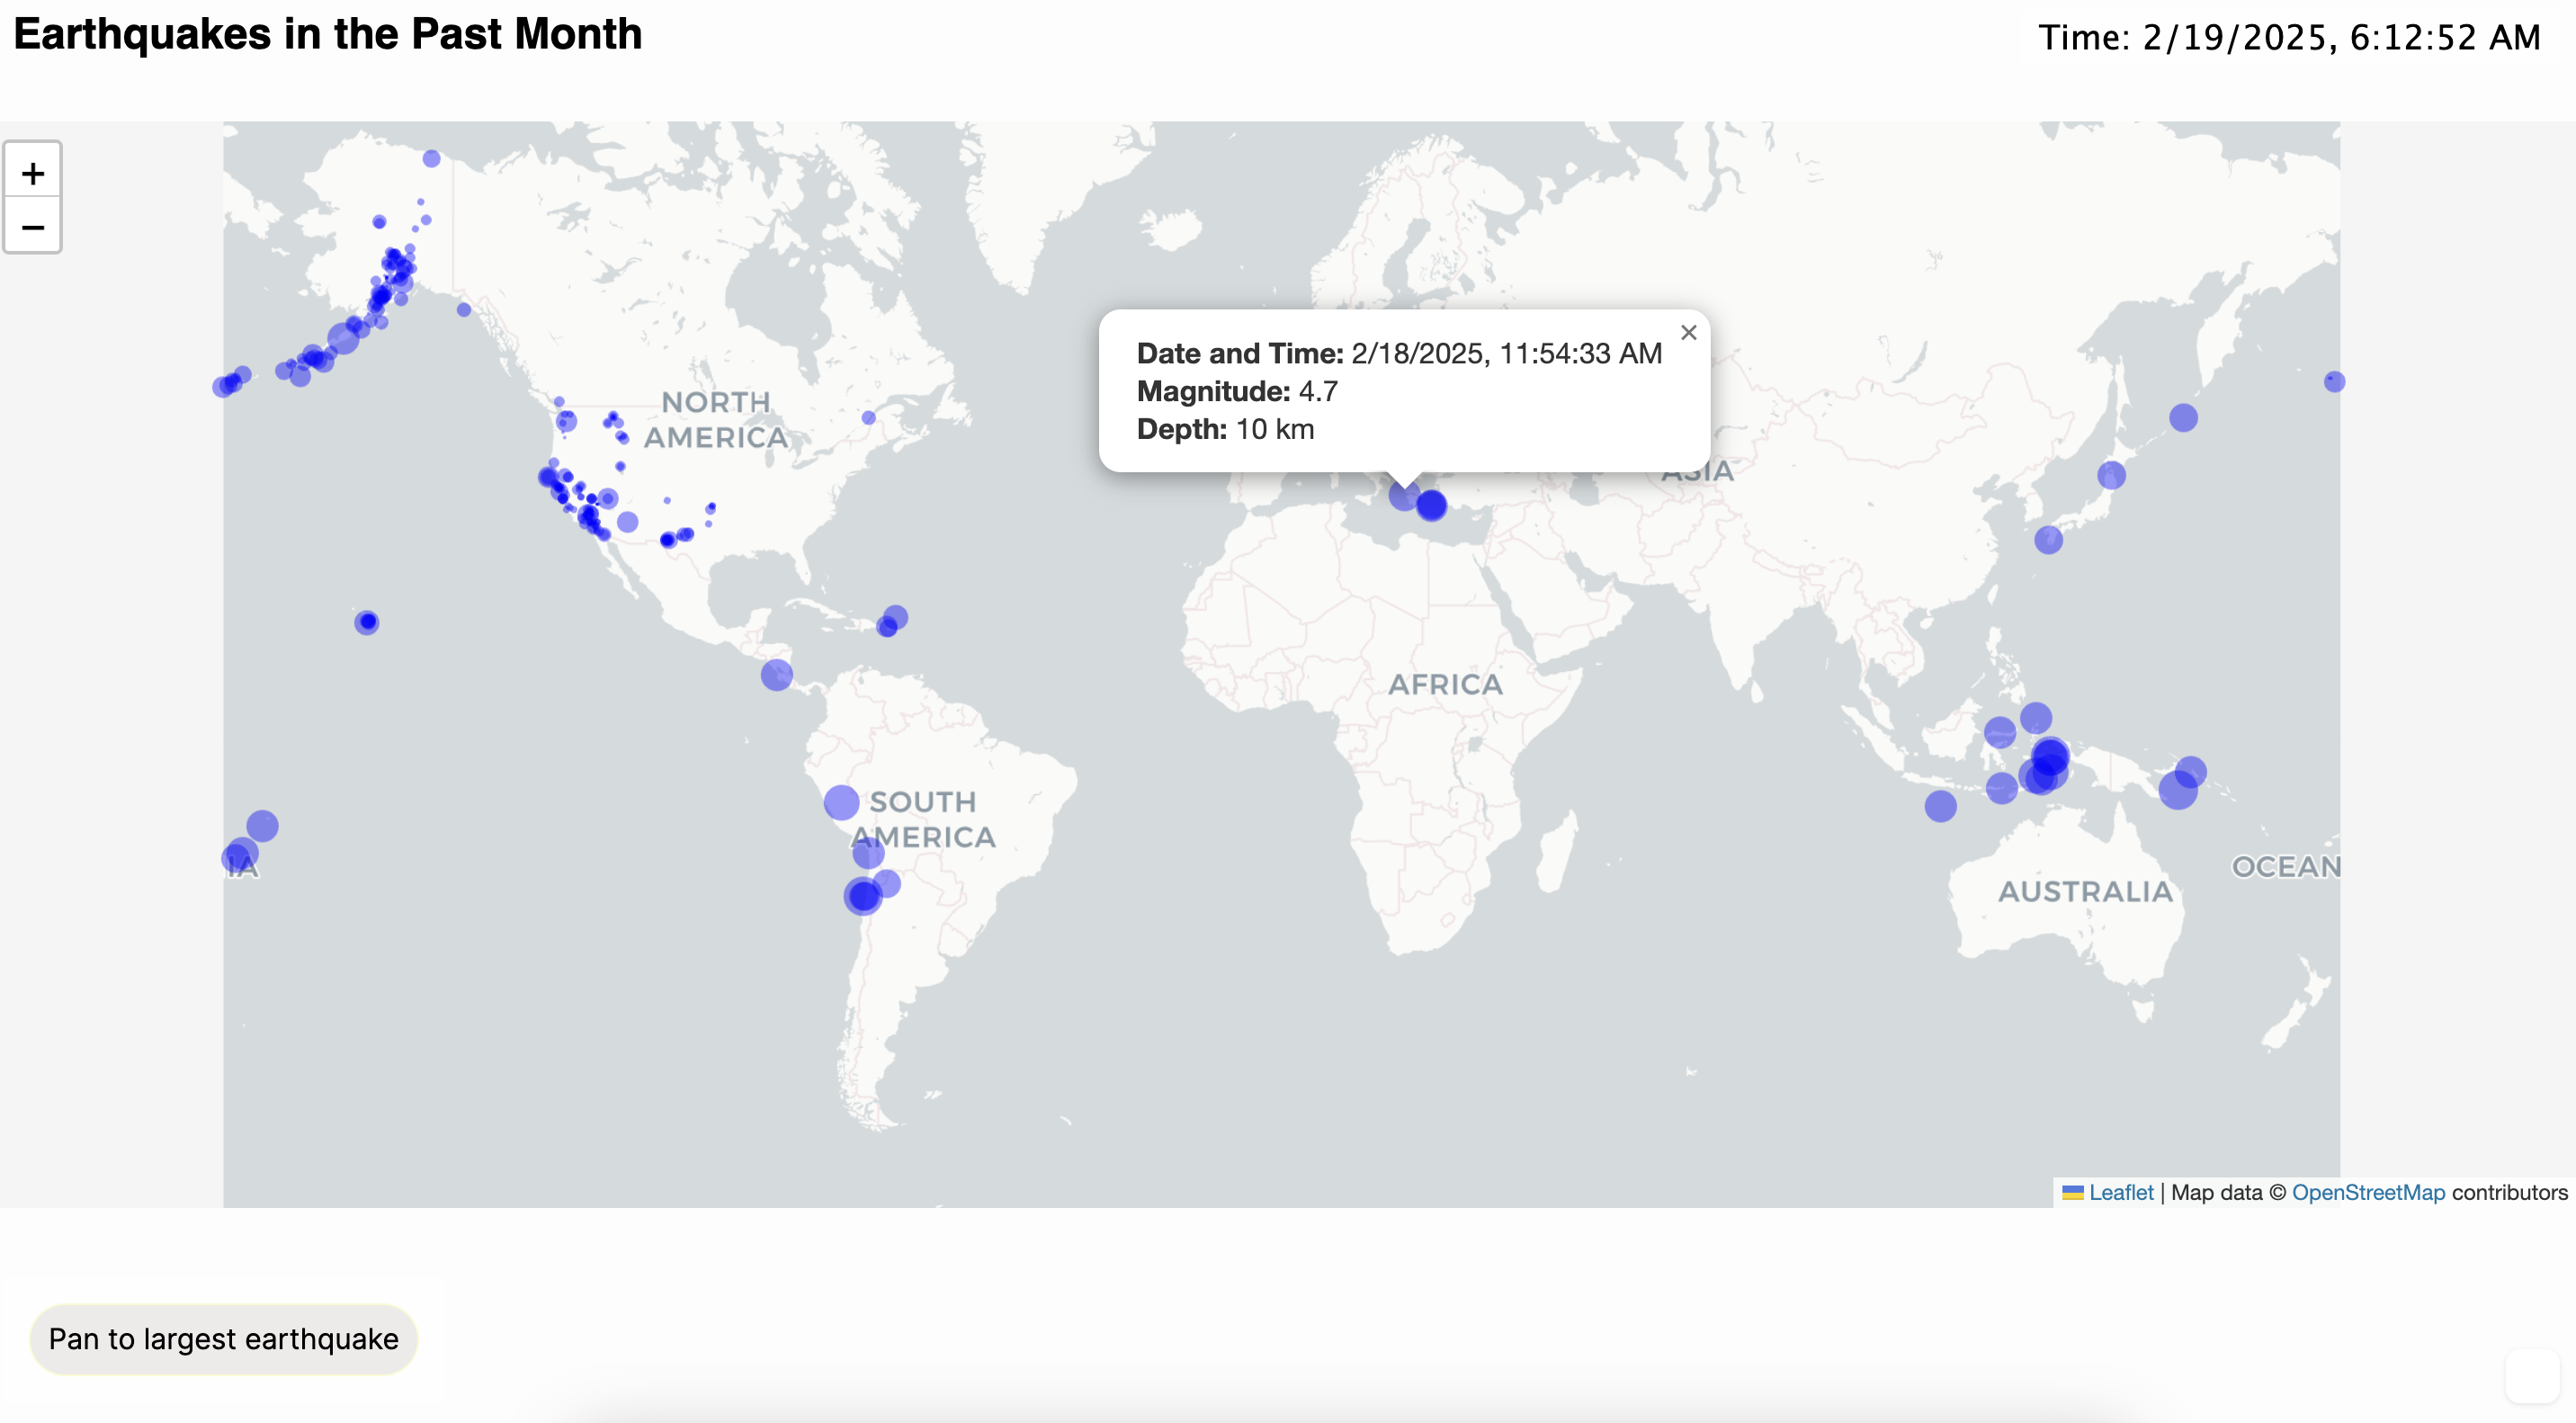 Earthquakes in the Past Month
Time: 2/19/2025, 6:12:52 AM
+
−
Date and Time: 2/18/2025, 11:54:33 AM
Magnitude: 4.7
Depth: 10 km
×
NORTH
AMERICA
ASIA
AFRICA
SOUTH
AMERICA
IA
AUSTRALIA
OCEAN
Leaflet | Map data © OpenStreetMap contributors
Pan to largest earthquake